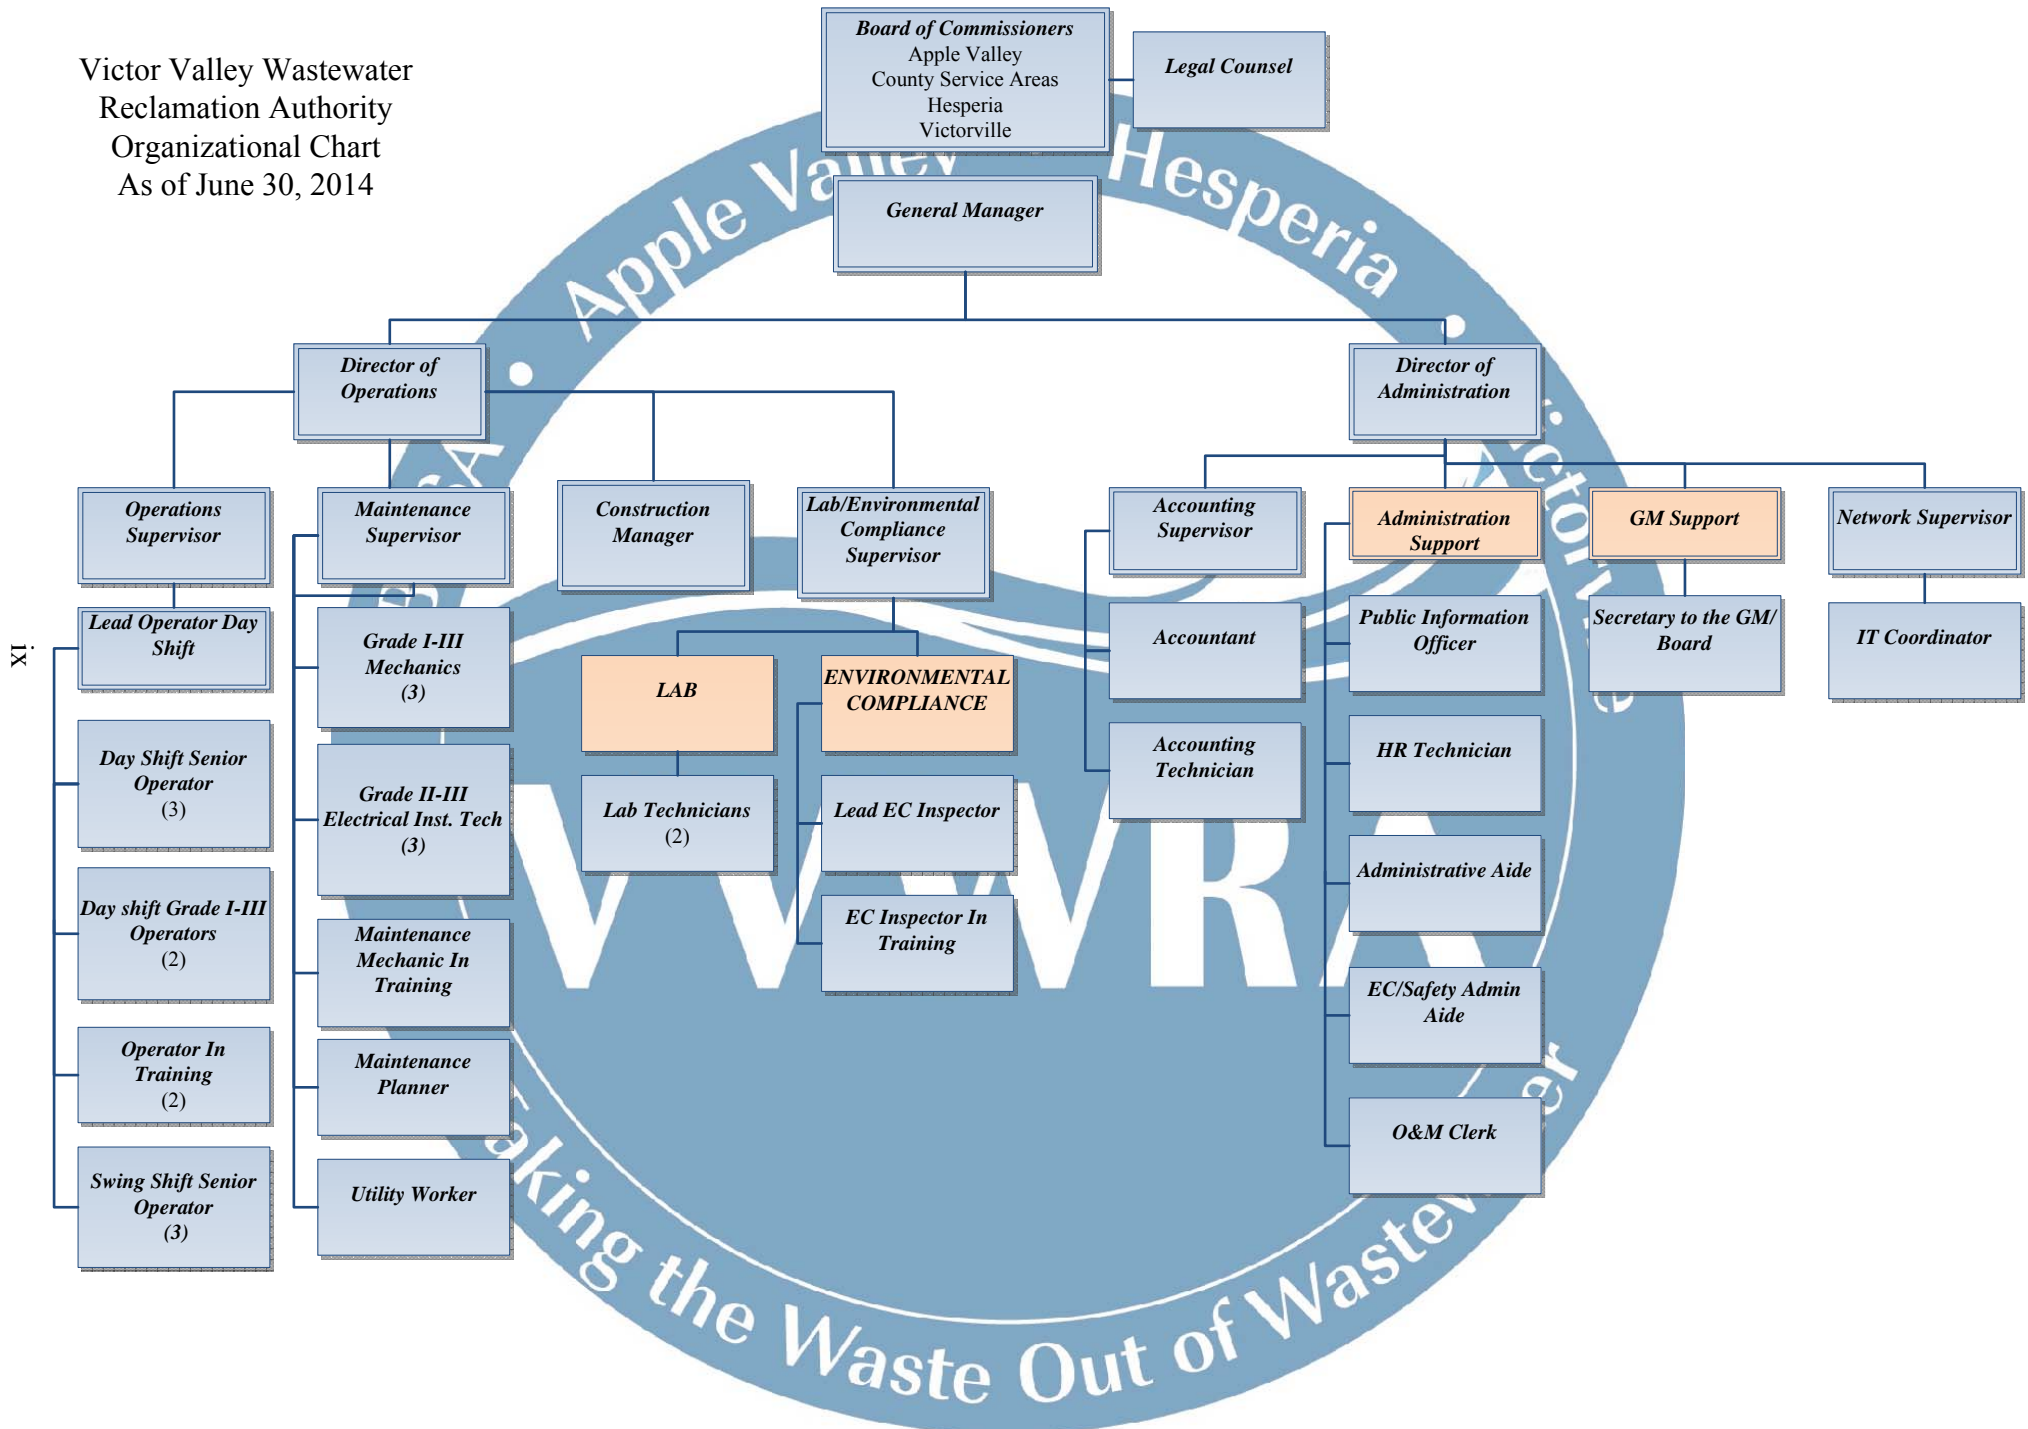 Victor Valley Wastewater
Reclamation Authority
Organizational Chart
As of June 30, 2014
Board of Commissioners
Apple Valley
County Service Areas
Hesperia
Victorville
Legal Counsel
General Manager
Director of
Operations
Director of
Administration
Operations
Supervisor
Maintenance
Supervisor
Construction
Manager
Lab/Environmental
Compliance
Supervisor
Accounting
Supervisor
Administration
Support
GM Support
Network Supervisor
Lead Operator Day
Shift
Day Shift Senior
Operator
(3)
Day shift Grade I-III
Operators
(2)
Operator In
Training
(2)
Swing Shift Senior
Operator
(3)
Grade I-III
Mechanics
(3)
Grade II-III
Electrical Inst. Tech
(3)
Maintenance
Mechanic In
Training
Maintenance
Planner
Utility Worker
LAB
Lab Technicians
(2)
ENVIRONMENTAL
COMPLIANCE
Lead EC Inspector
EC Inspector In
Training
Accountant
Accounting
Technician
Public Information
Officer
HR Technician
Administrative Aide
EC/Safety Admin
Aide
O&M Clerk
Secretary to the GM/
Board
IT Coordinator
ix
• Apple Valley Hesperia •
VVWRA
the Waste Out of